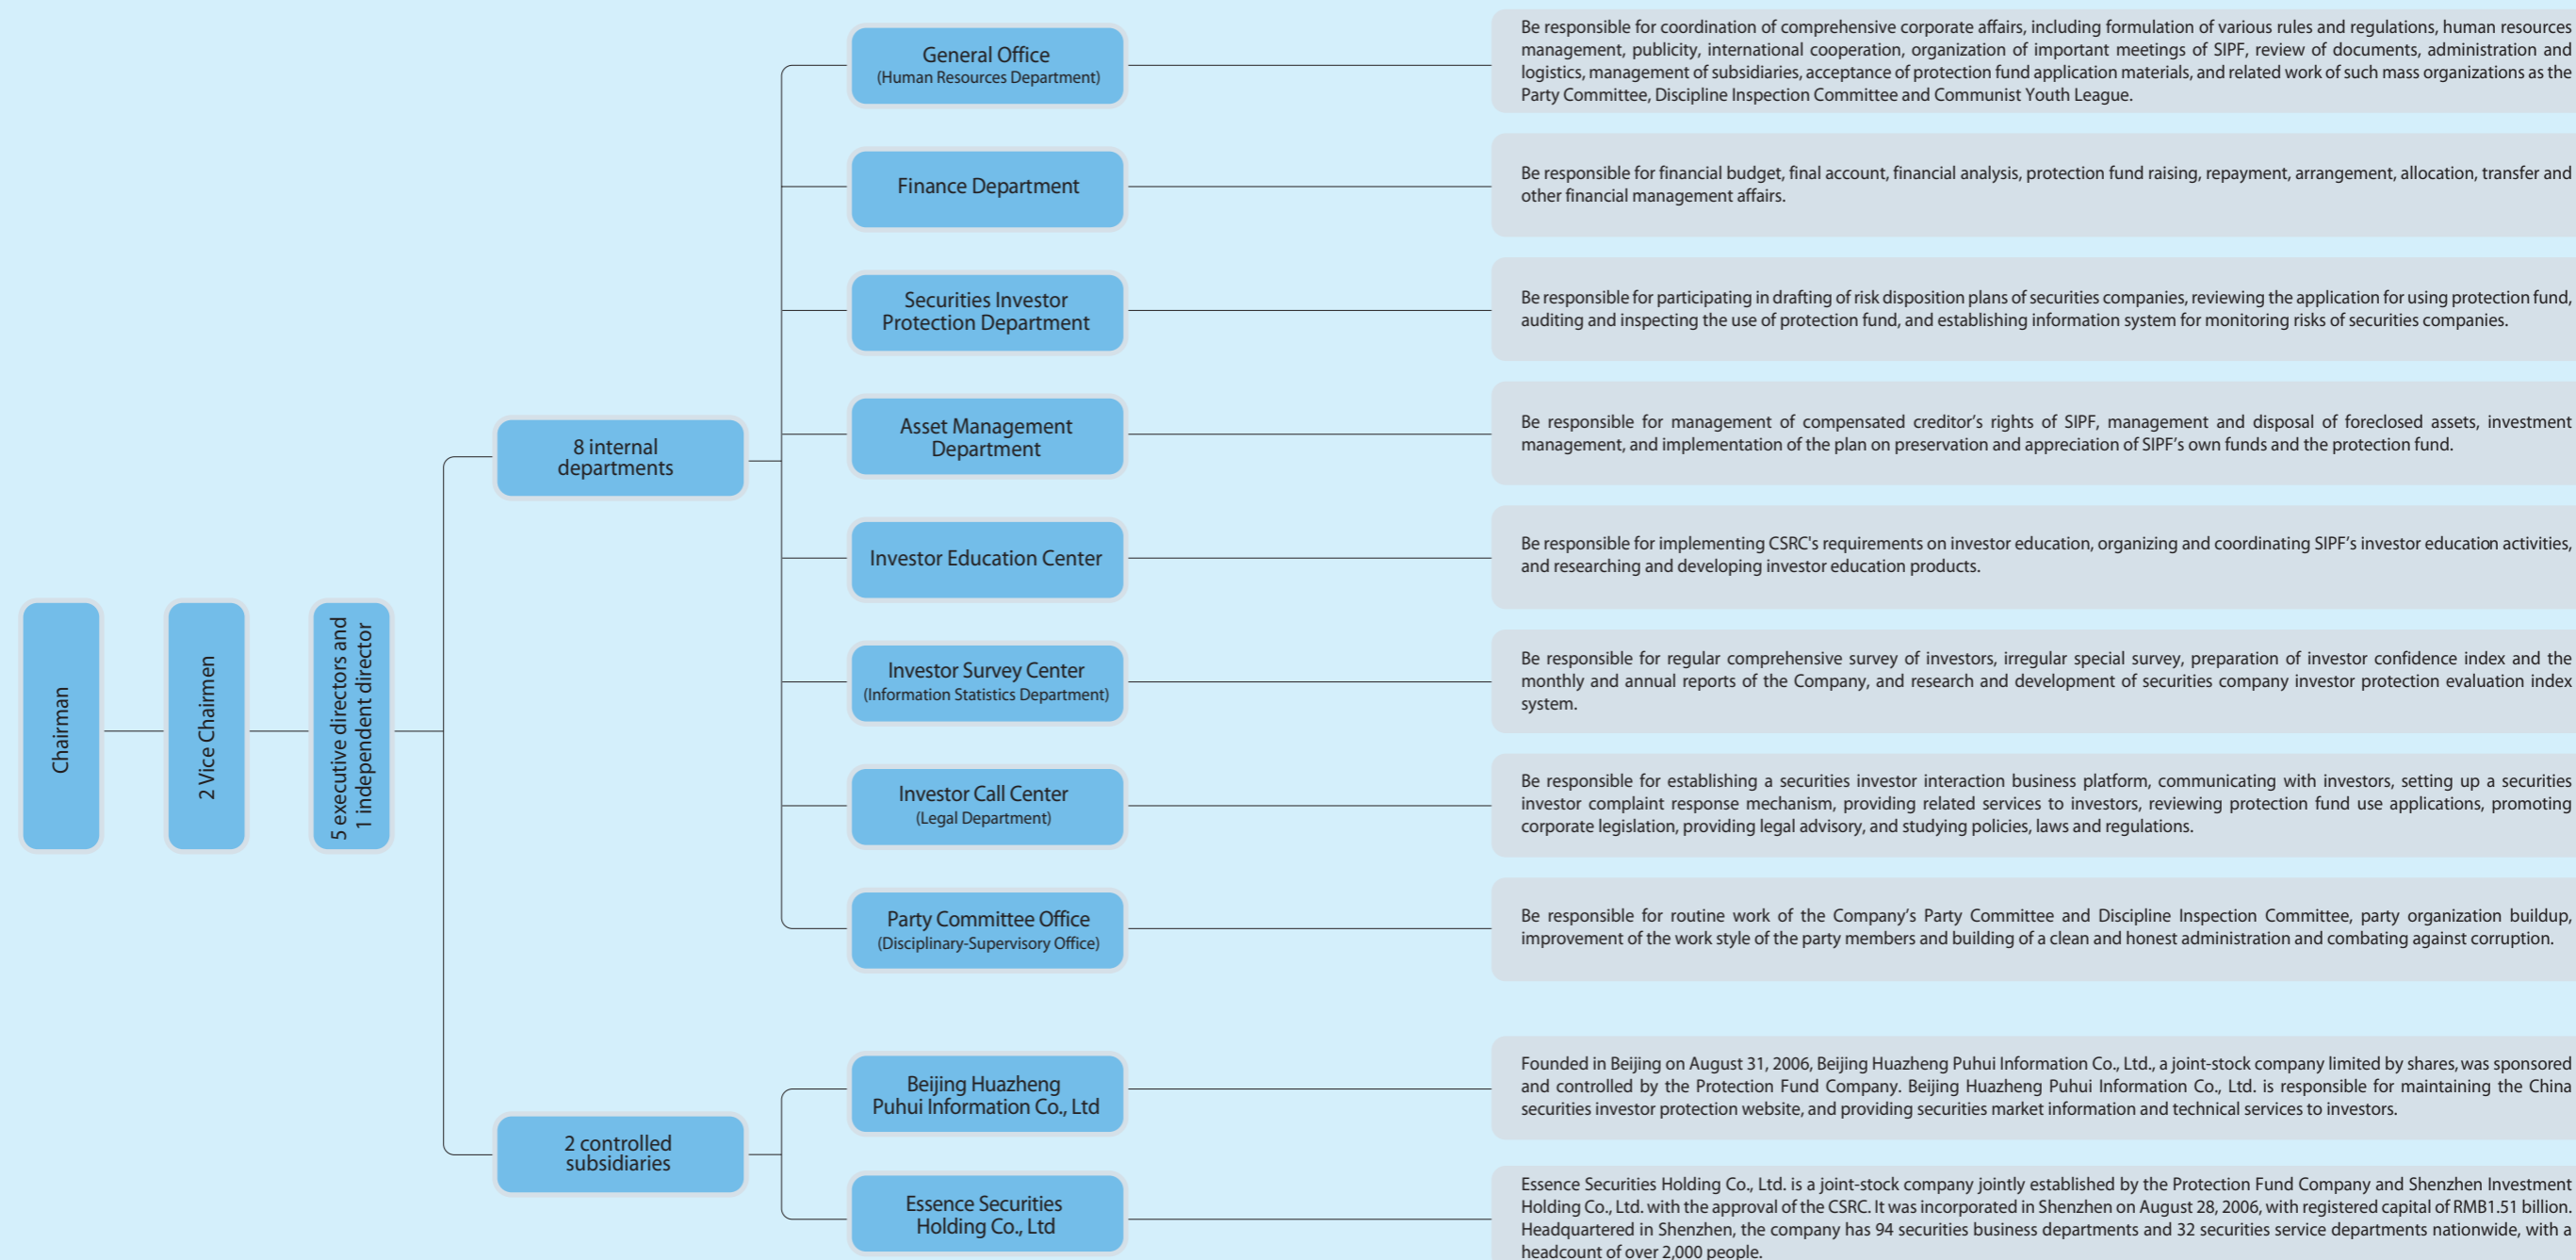 Chairman
2 Vice Chairmen
5 executive directors and
1 independent director
8 internal
departments
General Office
(Human Resources Department)
Be responsible for coordination of comprehensive corporate affairs, including formulation of various rules and regulations, human resources
management, publicity, international cooperation, organization of important meetings of SIPF, review of documents, administration and
logistics, management of subsidiaries, acceptance of protection fund application materials, and related work of such mass organizations as the
Party Committee, Discipline Inspection Committee and Communist Youth League.
Finance Department
Be responsible for financial budget, final account, financial analysis, protection fund raising, repayment, arrangement, allocation, transfer and
other financial management affairs.
Securities Investor
Protection Department
Be responsible for participating in drafting of risk disposition plans of securities companies, reviewing the application for using protection fund,
auditing and inspecting the use of protection fund, and establishing information system for monitoring risks of securities companies.
Asset Management
Department
Be responsible for management of compensated creditor’s rights of SIPF, management and disposal of foreclosed assets, investment
management, and implementation of the plan on preservation and appreciation of SIPF’s own funds and the protection fund.
Investor Education Center
Be responsible for implementing CSRC's requirements on investor education, organizing and coordinating SIPF’s investor education activities,
and researching and developing investor education products.
Investor Survey Center
(Information Statistics Department)
Be responsible for regular comprehensive survey of investors, irregular special survey, preparation of investor confidence index and the
monthly and annual reports of the Company, and research and development of securities company investor protection evaluation index
system.
Investor Call Center
(Legal Department)
Be responsible for establishing a securities investor interaction business platform, communicating with investors, setting up a securities
investor complaint response mechanism, providing related services to investors, reviewing protection fund use applications, promoting
corporate legislation, providing legal advisory, and studying policies, laws and regulations.
Party Committee Office
(Disciplinary-Supervisory Office)
Be responsible for routine work of the Company’s Party Committee and Discipline Inspection Committee, party organization buildup,
improvement of the work style of the party members and building of a clean and honest administration and combating against corruption.
2 controlled
subsidiaries
Beijing Huazheng
Puhui Information Co., Ltd
Founded in Beijing on August 31, 2006, Beijing Huazheng Puhui Information Co., Ltd., a joint-stock company limited by shares, was sponsored
and controlled by the Protection Fund Company. Beijing Huazheng Puhui Information Co., Ltd. is responsible for maintaining the China
securities investor protection website, and providing securities market information and technical services to investors.
Essence Securities
Holding Co., Ltd
Essence Securities Holding Co., Ltd. is a joint-stock company jointly established by the Protection Fund Company and Shenzhen Investment
Holding Co., Ltd. with the approval of the CSRC. It was incorporated in Shenzhen on August 28, 2006, with registered capital of RMB1.51 billion.
Headquartered in Shenzhen, the company has 94 securities business departments and 32 securities service departments nationwide, with a
headcount of over 2,000 people.